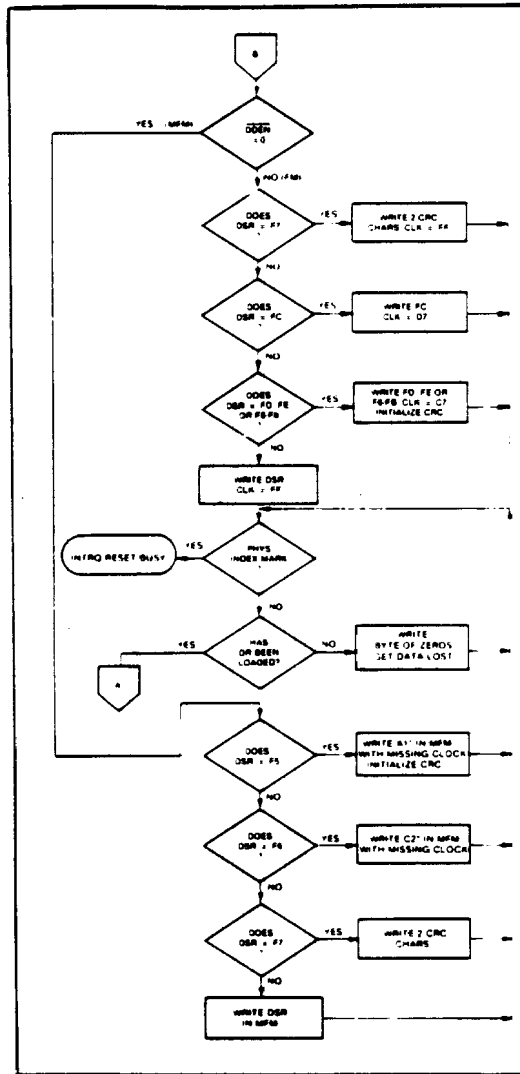 B
YES (MFM)
DDEN
= 0
NO (FM)
DOES
DSR = F7
?
YES
WRITE 2 CRC
CHARS CLK = FF
NO
DOES
DSR = FC
?
YES
WRITE FC
CLK = D7
NO
DOES
DSR = FD, FE
OR F8-FB
YES
WRITE FD, FE OR
F8-FB, CLK = C7
INITIALIZE CRC
NO
WRITE DSR
CLK = FF
INTRQ RESET BUSY
YES
PHYS
INDEX MARK
?
NO
YES
HAS
DR BEEN
LOADED?
NO
WRITE
BYTE OF ZEROS
SET DATA LOST
A
DOES
DSR = F5
?
YES
WRITE A1* IN MFM
WITH MISSING CLOCK
INITIALIZE CRC
NO
DOES
DSR = F6
?
YES
WRITE C2* IN MFM
WITH MISSING CLOCK
NO
DOES
DSR = F7
?
YES
WRITE 2 CRC
CHARS
NO
WRITE DSR
IN MFM